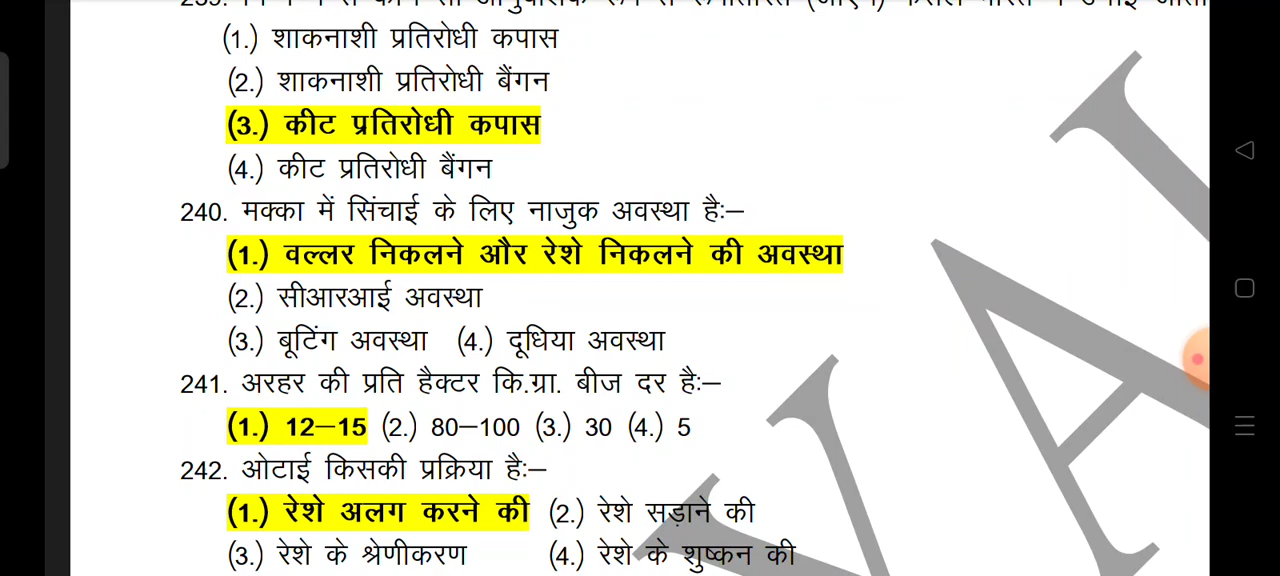 (1.) शाकनाशी प्रतिरोधी कपास
(2.) शाकनाशी प्रतिरोधी बैंगन
(3.) कीट प्रतिरोधी कपास
(4.) कीट प्रतिरोधी बैंगन
240. मक्का में सिंचाई के लिए नाजुक अवस्था है:–
(1.) वल्लर निकलने और रेशे निकलने की अवस्था
(2.) सीआरआई अवस्था
(3.) बूटिंग अवस्था (4.) दूधिया अवस्था
241. अरहर की प्रति हैक्टर कि.ग्रा. बीज दर है:–
(1.) 12–15 (2.) 80–100 (3.) 30 (4.) 5
242. ओटाई किसकी प्रक्रिया है:–
(1.) रेशे अलग करने की (2.) रेशे सड़ाने की
(3.) रेशे के श्रेणीकरण (4.) रेशे के शुष्कन की